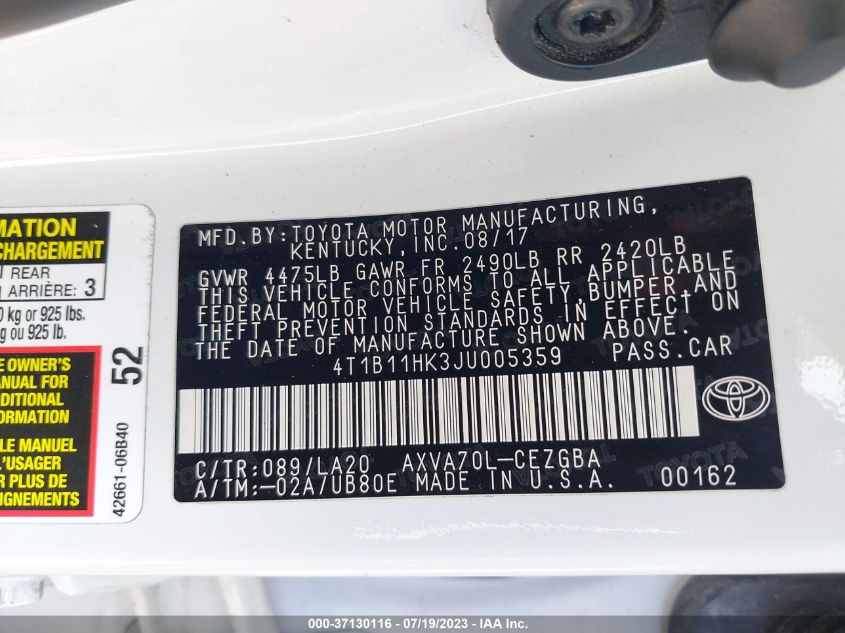 MFD.BY:TOYOTA MOTOR MANUFACTURING,
KENTUCKY,INC.08/17
GVWR 4475LB GAWR FR 2490LB RR 2420LB
THIS VEHICLE CONFORMS TO ALL APPLICABLE
FEDERAL MOTOR VEHICLE SAFETY,BUMPER,AND
THEFT PREVENTION STANDARDS IN EFFECT ON
THE DATE OF MANUFACTURE SHOWN ABOVE.
4T1B11HK3JU005359 PASS.CAR
C/TR:089/LA20 AXVA70L-CEZGBA
A/TM:-02A/UB80E MADE IN U.S.A. 00162
MATION
CHARGEMENT
REAR
ARRIÈRE: 3
kg or 925 lbs.
ou 925 lb.
OWNER'S
ANUAL FOR
DITIONAL
ORMATION
LE MANUEL
L'USAGER
R PLUS DE
EIGNEMENTS
52
42661-06B40
000-37130116 - 07/19/2023 - IAA Inc.